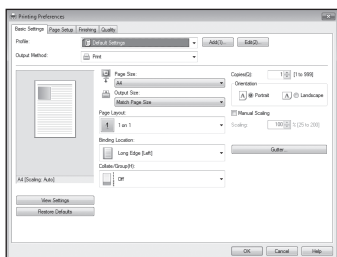 Printing Preferences
Basic Settings Page Setup Finishing Quality
Profile: Default Settings Add(1)... Edit(2)...
Output Method: Print
Page Size:
A4
Output Size:
Match Page Size
Copies(Q): 1 [1 to 999]
Orientation
A Portrait A Landscape
Page Layout:
1 1 on 1
Manual Scaling
Scaling: 100 % [25 to 200]
Binding Location:
Long Edge [Left]
Gutter...
Collate/Group(H):
Off
A4 [Scaling: Auto]
View Settings
Restore Defaults
OK Cancel Help